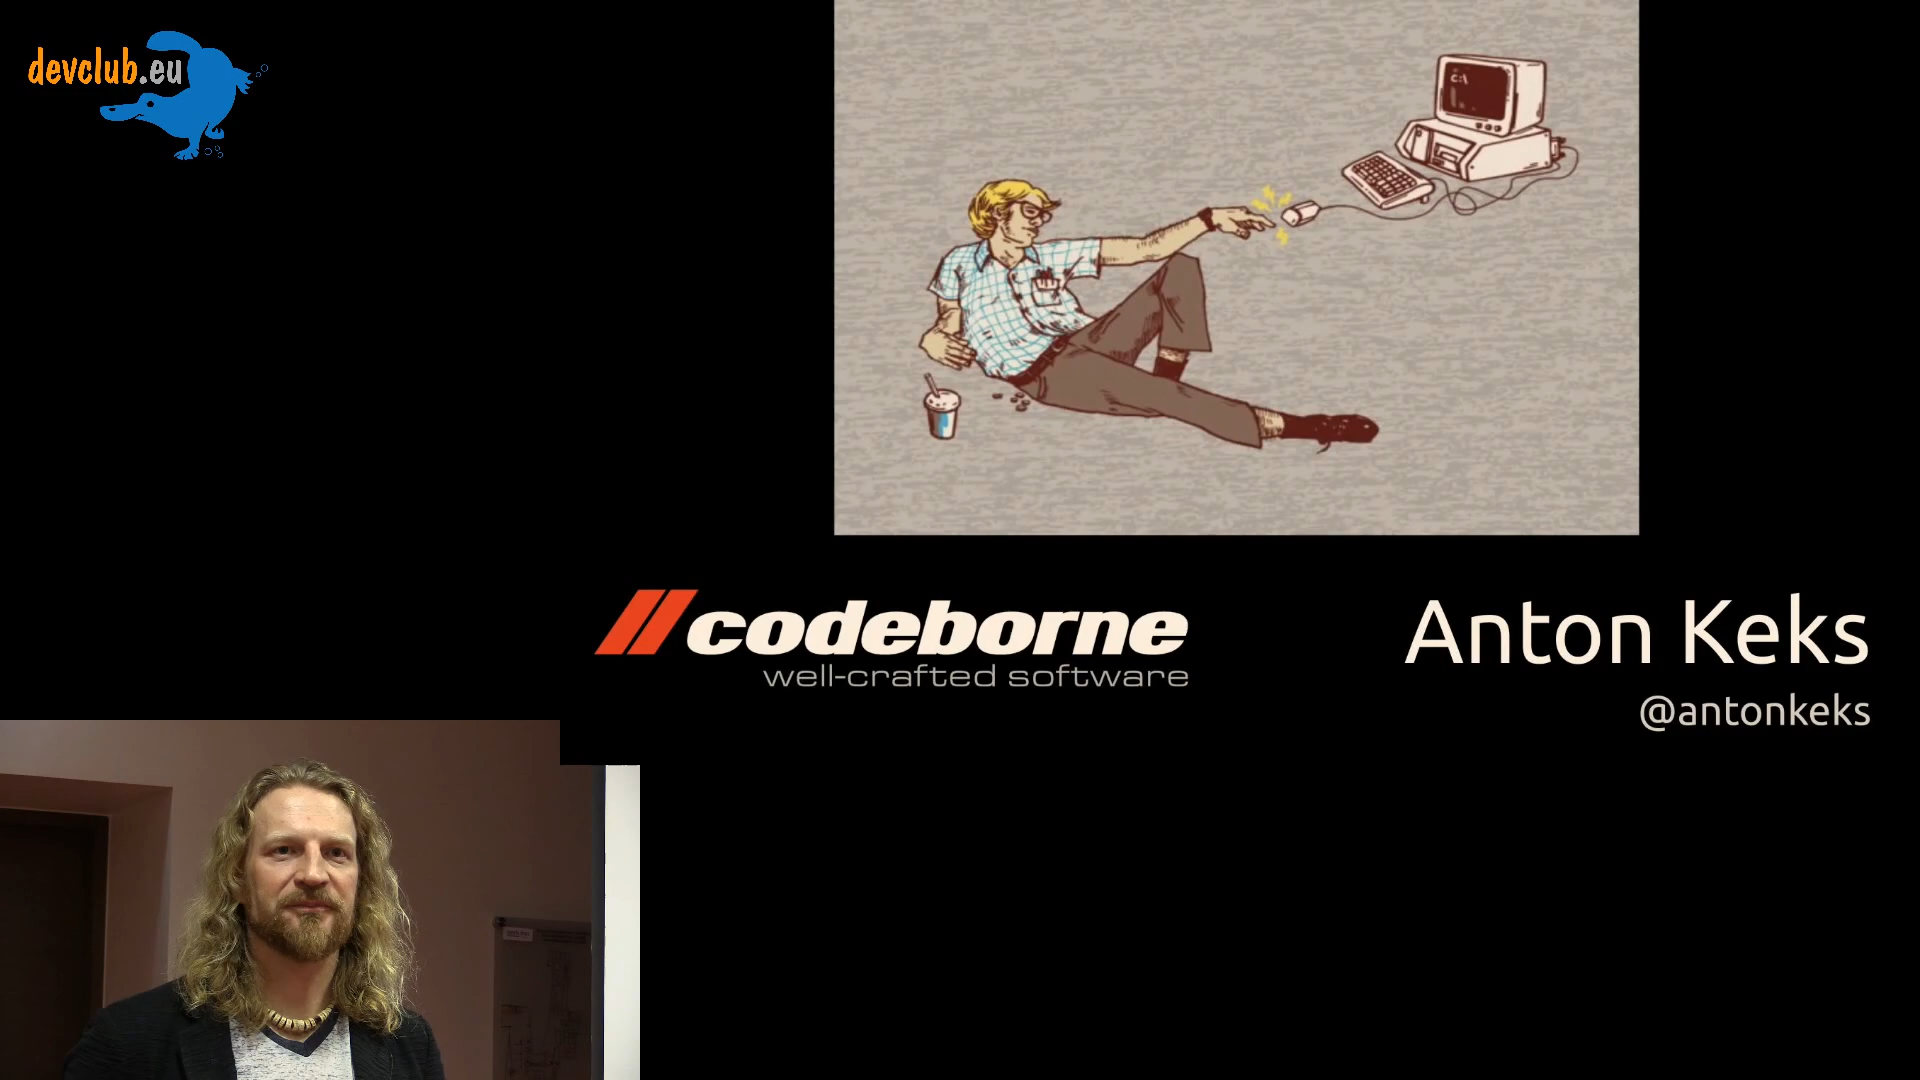 devclub.eu
C:\
codeborne
well-crafted software
Anton Keks
@antonkeks